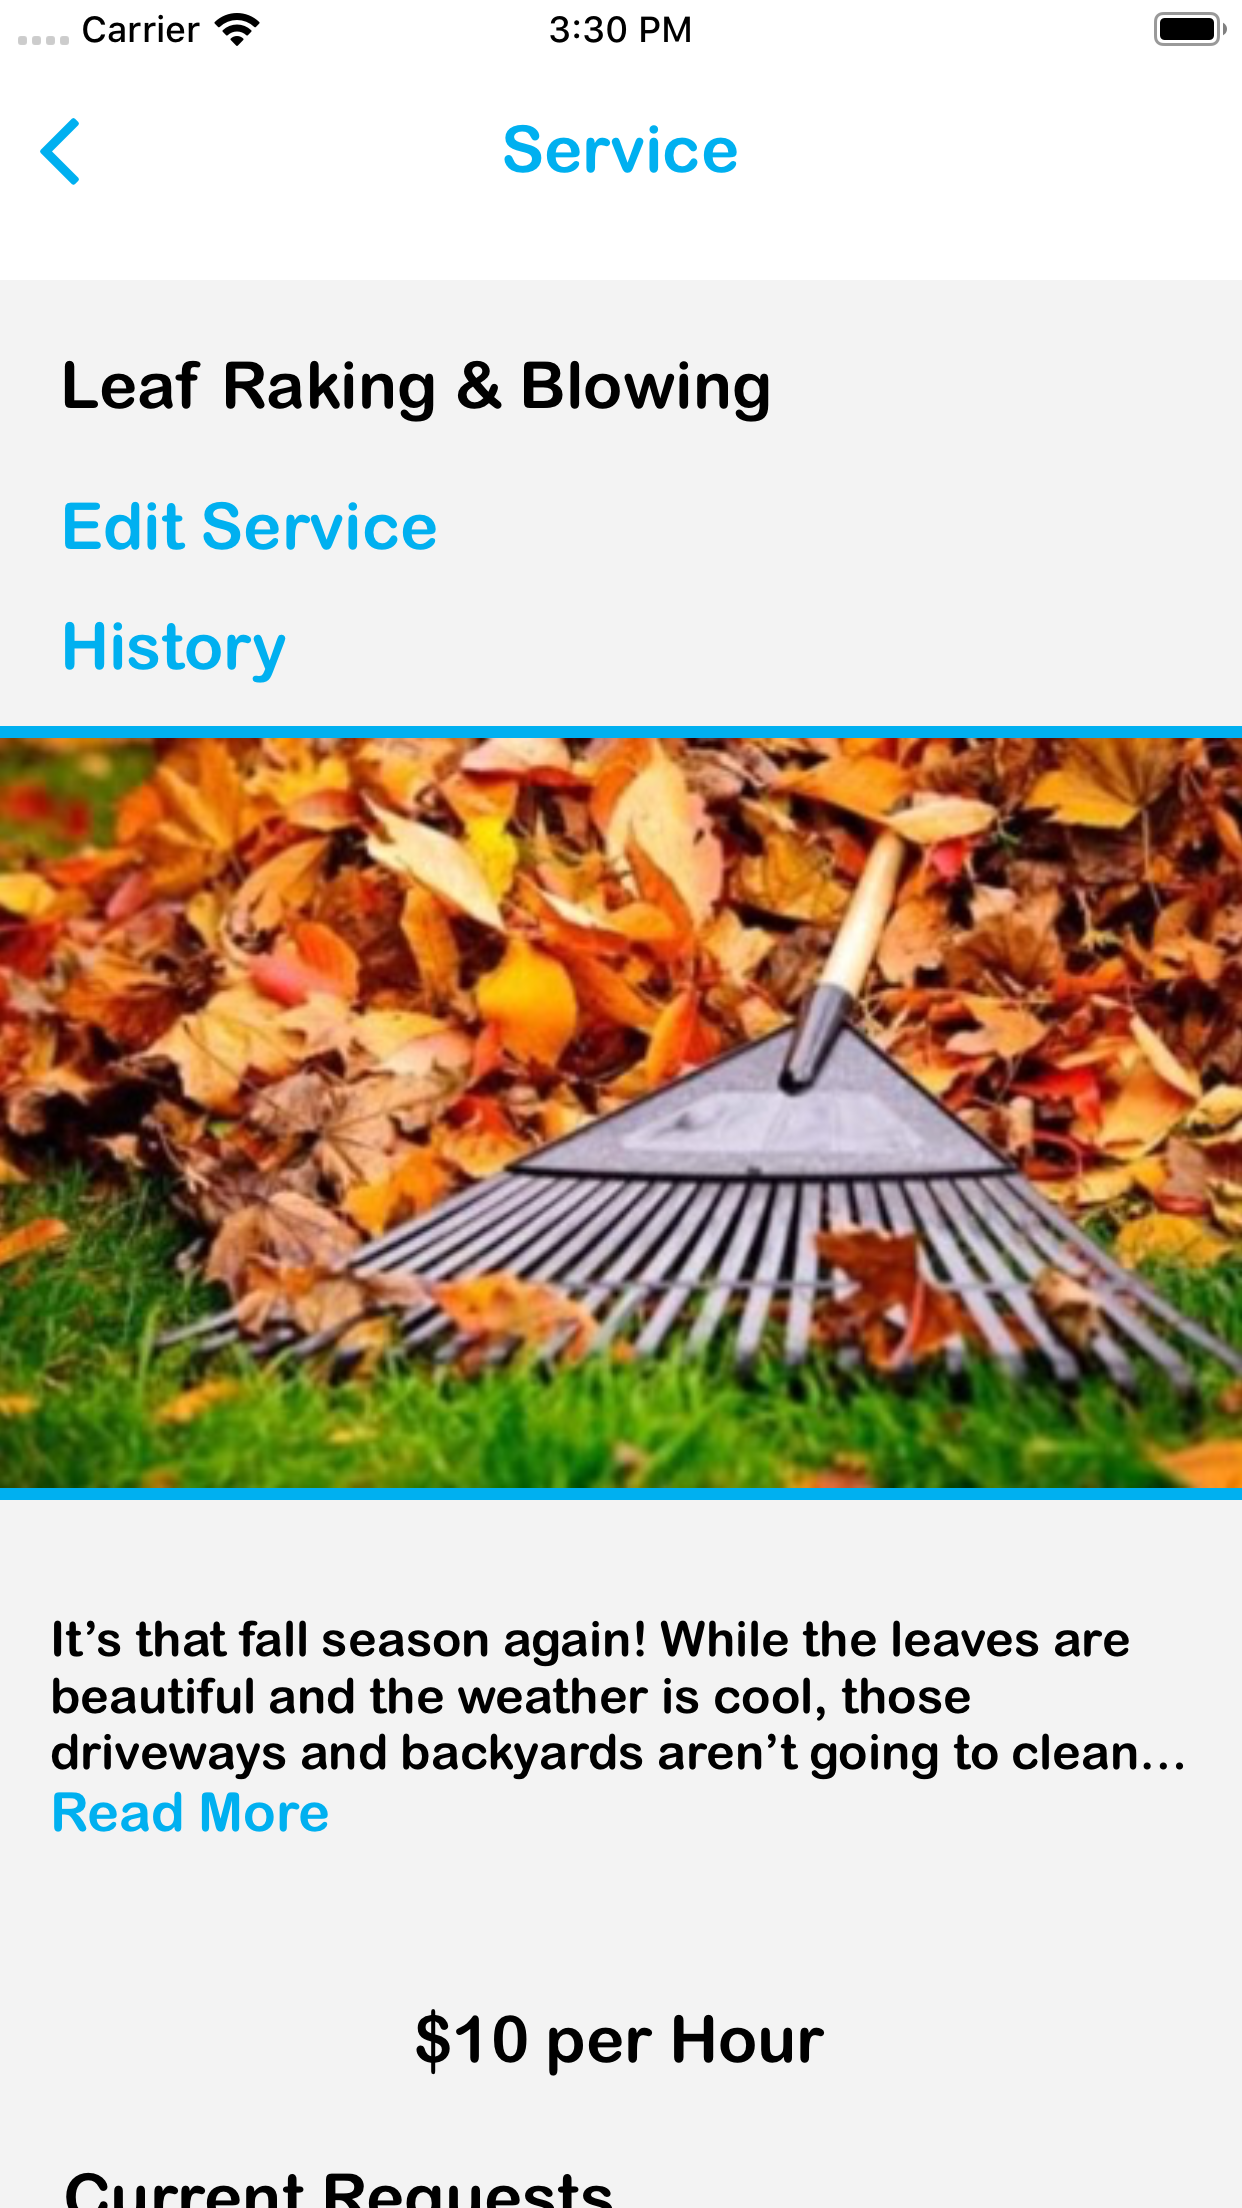 Carrier 3:30 PM
Service
Leaf Raking & Blowing
Edit Service
History
It’s that fall season again! While the leaves are
beautiful and the weather is cool, those
driveways and backyards aren’t going to clean...
Read More
$10 per Hour
Current Requests